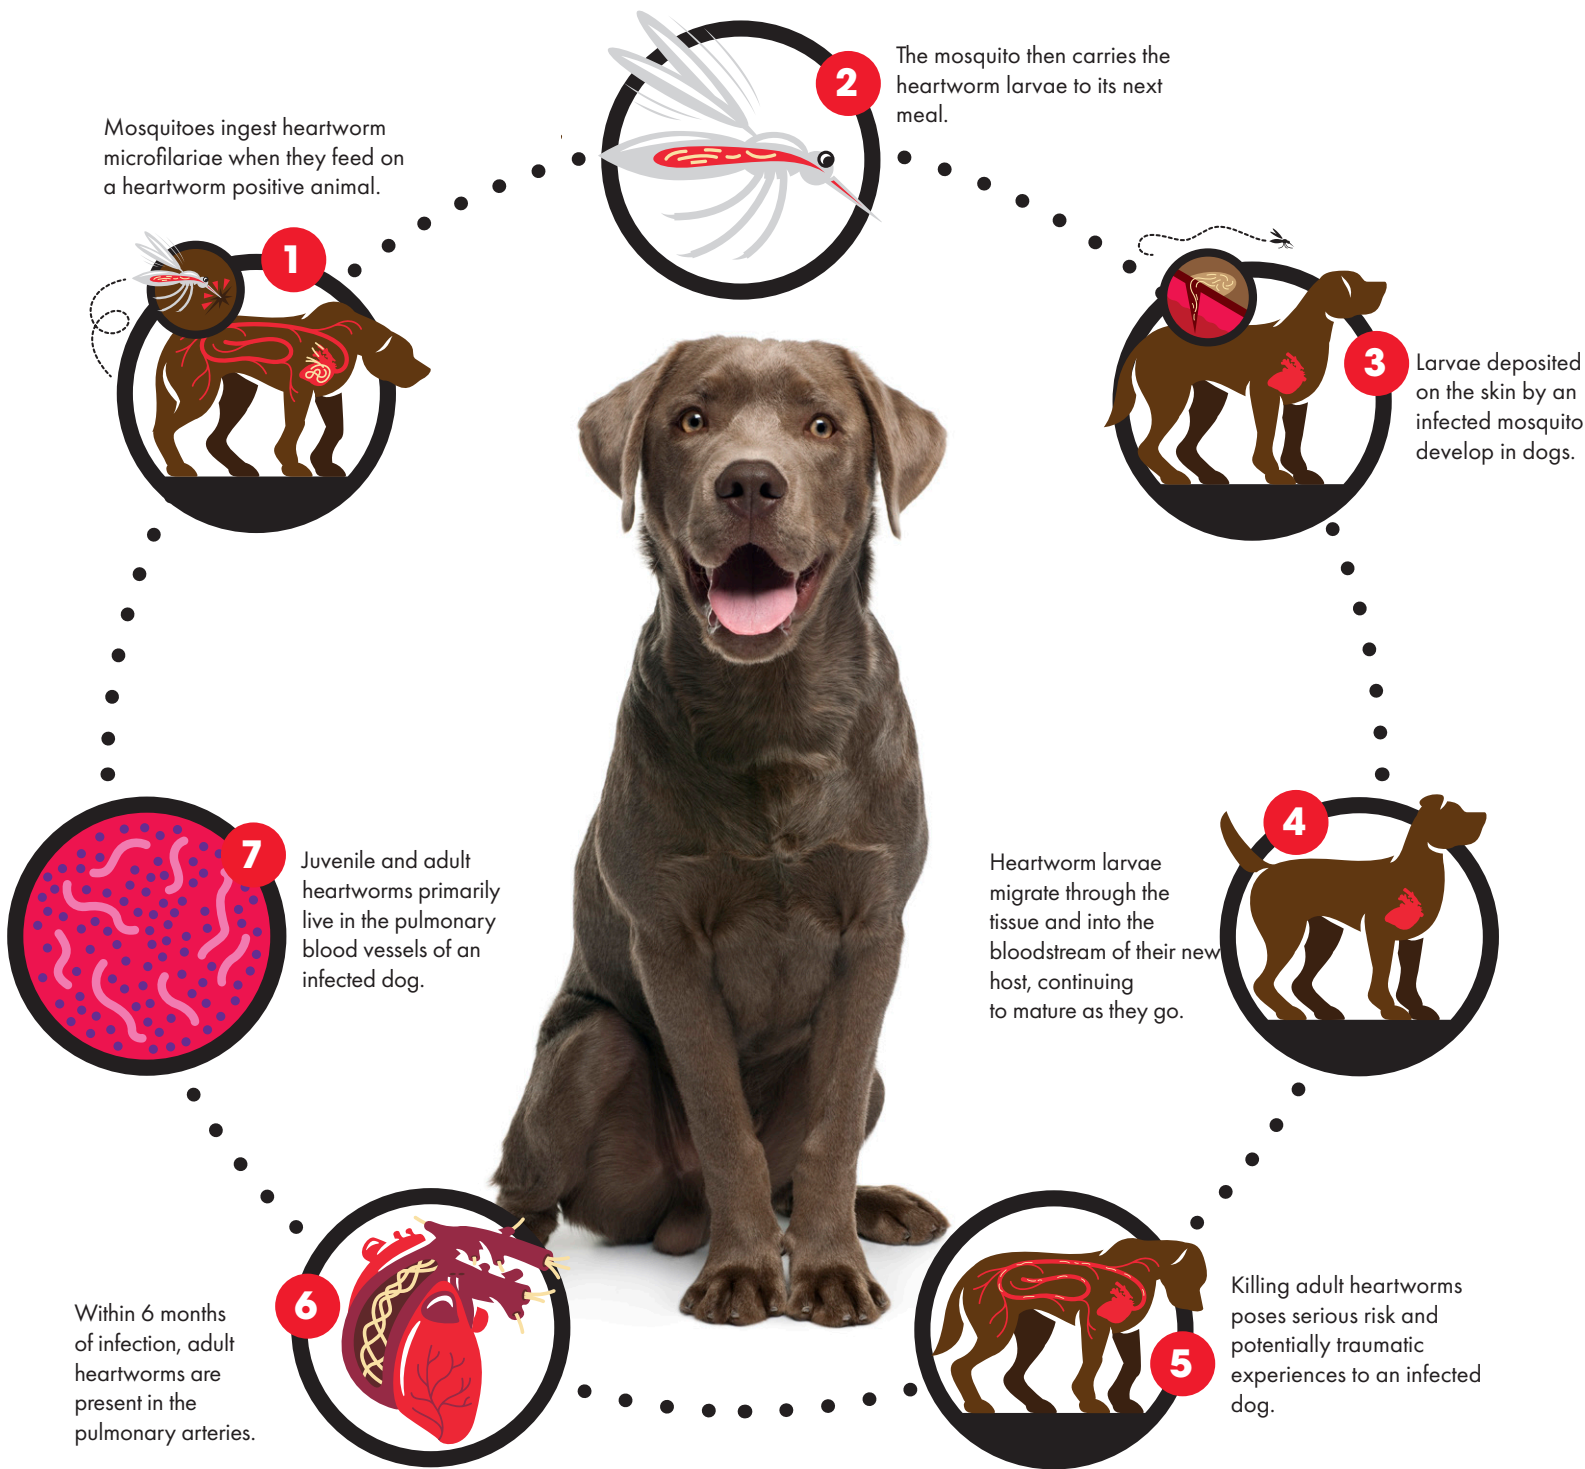 1
Mosquitoes ingest heartworm
microfilariae when they feed on
a heartworm positive animal.
2
The mosquito then carries the
heartworm larvae to its next
meal.
3
Larvae deposited
on the skin by an
infected mosquito
develop in dogs.
4
Heartworm larvae
migrate through the
tissue and into the
bloodstream of their new
host, continuing
to mature as they go.
5
Killing adult heartworms
poses serious risk and
potentially traumatic
experiences to an infected
dog.
6
Within 6 months
of infection, adult
heartworms are
present in the
pulmonary arteries.
7
Juvenile and adult
heartworms primarily
live in the pulmonary
blood vessels of an
infected dog.